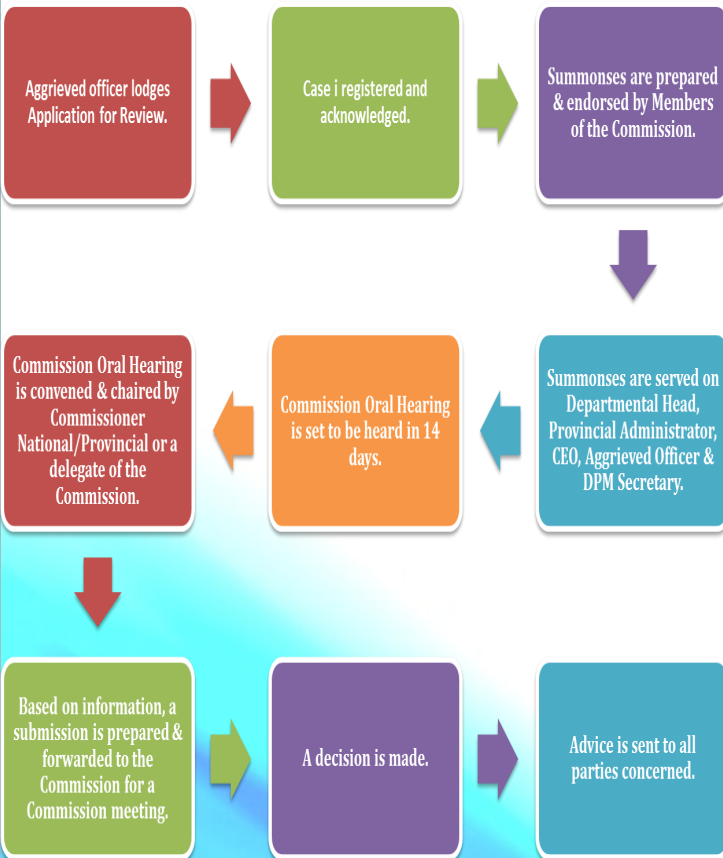 Aggrieved officer lodges
Application for Review.
Case i registered and
acknowledged.
Summonses are prepared
& endorsed by Members
of the Commission.
Summonses are served on
Departmental Head,
Provincial Administrator,
CEO, Aggrieved Officer &
DPM Secretary.
Commission Oral Hearing
is set to be heard in 14
days.
Commission Oral Hearing
is convened & chaired by
Commissioner
National/Provincial or a
delegate of the
Commission.
Based on information, a
submission is prepared &
forwarded to the
Commission for a
Commission meeting.
A decision is made.
Advice is sent to all
parties concerned.